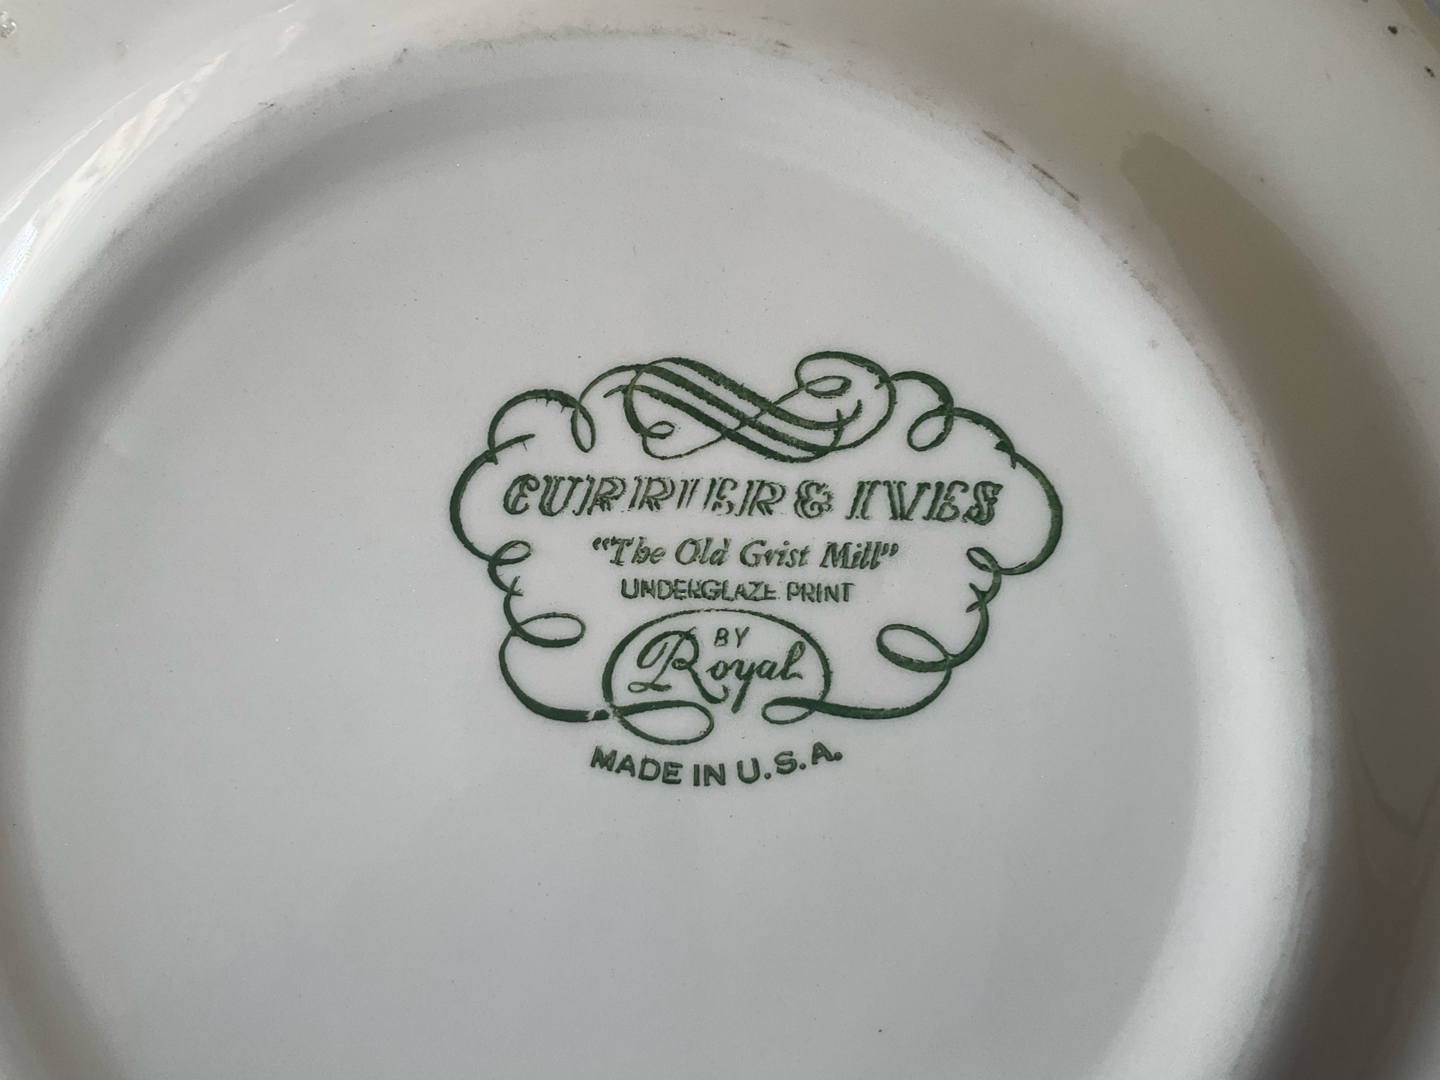 CURRIER & IVES
"The Old Grist Mill"
UNDERGLAZE PRINT
BY
Royal
MADE IN U.S.A.